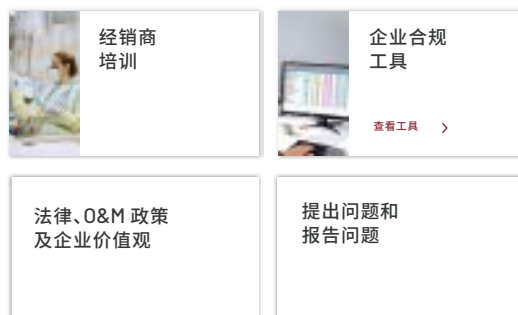 经销商
培训
企业合规
工具
查看工具
法律、O&M 政策
及企业价值观
提出问题和
报告问题